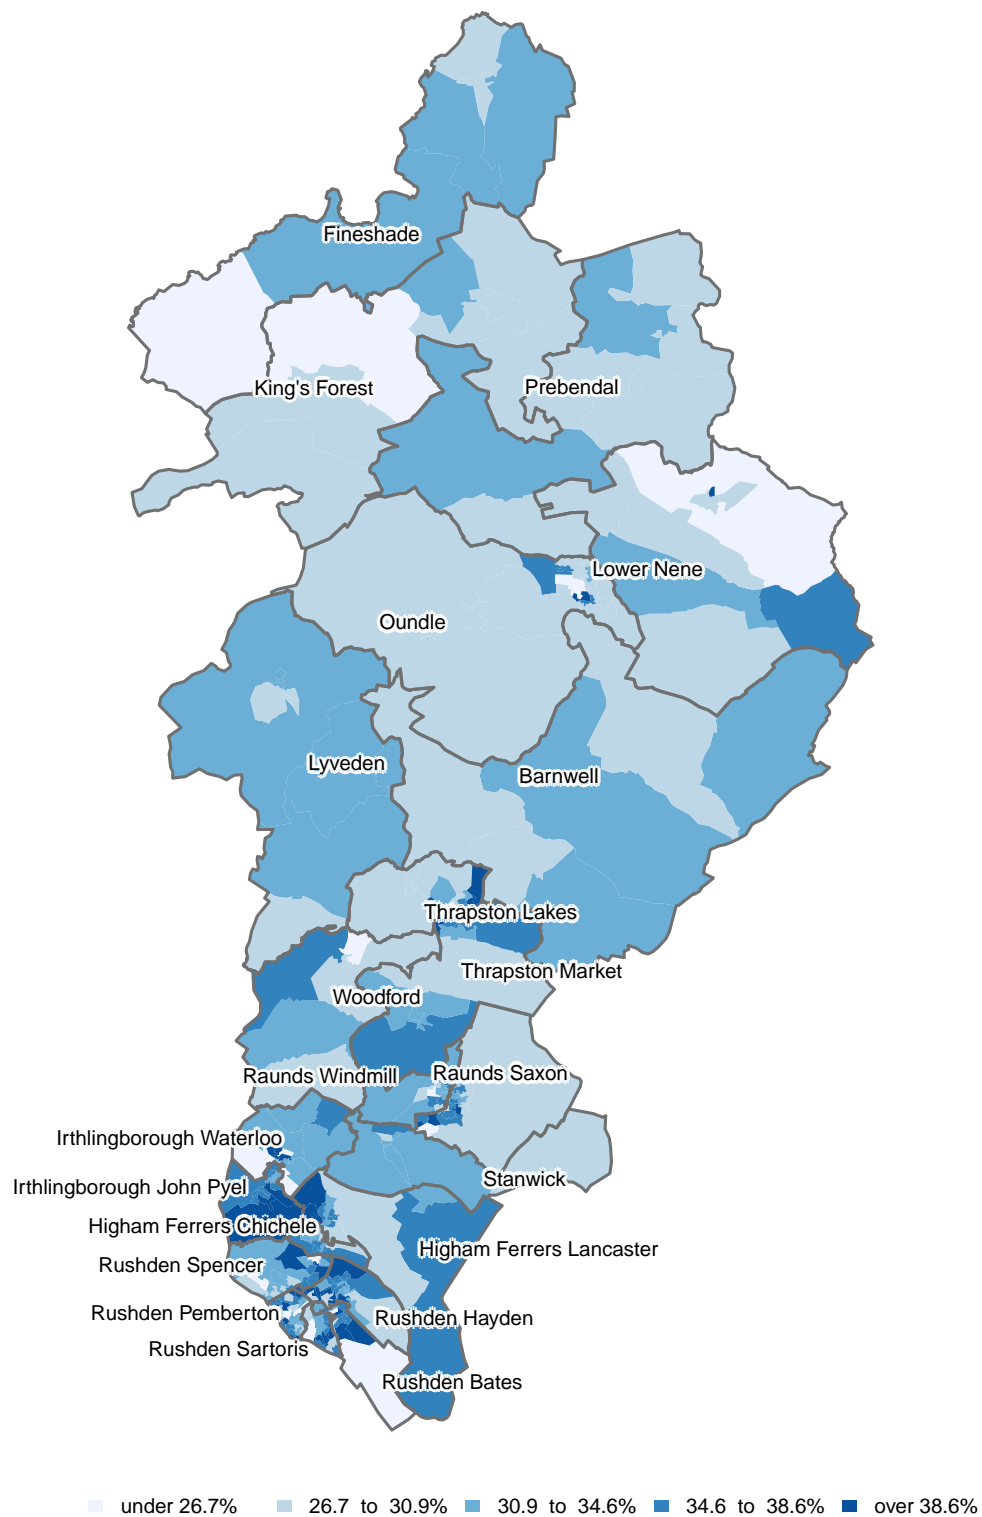 Fineshade
King's Forest
Prebendal
Lower Nene
Oundle
Lyveden
Barnwell
Thrapston Lakes
Thrapston Market
Woodford
Raunds Windmill
Raunds Saxon
Irthlingborough Waterloo
Stanwick
Irthlingborough John Pyel
Higham Ferrers Chichele
Higham Ferrers Lancaster
Rushden Spencer
Rushden Pemberton
Rushden Hayden
Rushden Sartoris
Rushden Bates
under 26.7% 26.7 to 30.9% 30.9 to 34.6% 34.6 to 38.6% over 38.6%